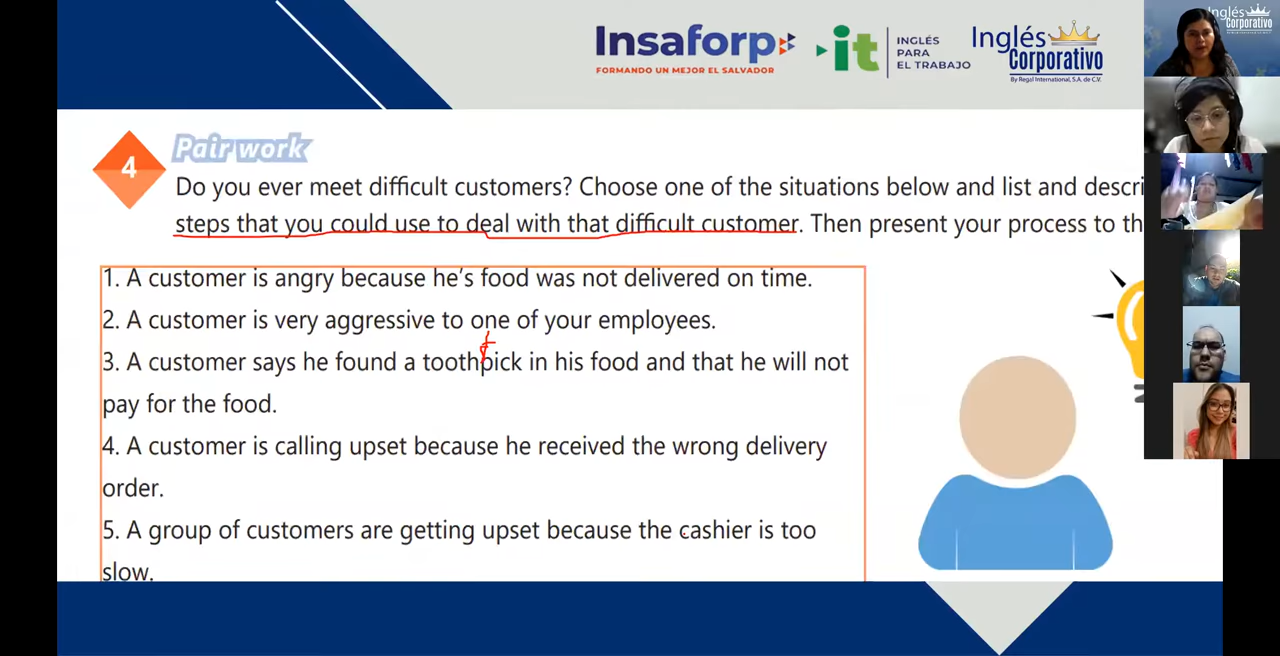 Insaforp
FORMANDO UN MEJOR EL SALVADOR
it
INGLÉS
PARA
EL TRABAJO
Inglés
Corporativo
By Regal International, S.A. de C.V.
Inglés
Corporativo
4
Pair work
Do you ever meet difficult customers? Choose one of the situations below and list and descri
steps that you could use to deal with that difficult customer. Then present your process to th
1. A customer is angry because he's food was not delivered on time.
2. A customer is very aggressive to one of your employees.
3. A customer says he found a toothpick in his food and that he will not
pay for the food.
4. A customer is calling upset because he received the wrong delivery
order.
5. A group of customers are getting upset because the cashier is too
slow.